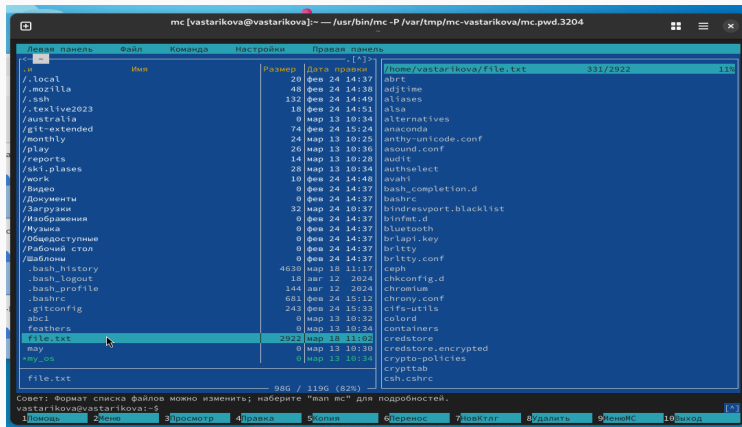 mc [vastarikova@vastarikova]:~ — /usr/bin/mc -P /var/tmp/mc-vastarikova/mc.pwd.3204
~
Левая панель Файл Команда Настройки Правая панель
<- ~ .[^]>
.и Имя Размер Дата правки
/.local 20 фев 24 14:37
/.mozilla 48 фев 24 14:38
/.ssh 132 фев 24 14:49
/.texlive2023 18 фев 24 14:51
/australia 0 мар 13 10:34
/git-extended 74 фев 24 15:24
/monthly 24 мар 13 10:25
/play 26 мар 13 10:36
/reports 14 мар 13 10:28
/ski.plases 28 мар 13 10:34
/work 10 фев 24 14:48
/Видео 0 фев 24 14:37
/Документы 0 фев 24 14:37
/Загрузки 32 мар 13 10:37
/Изображения 0 фев 24 14:37
/Музыка 0 фев 24 14:37
/Общедоступные 0 фев 24 14:37
/Рабочий стол 0 фев 24 14:37
/Шаблоны 0 фев 24 14:37
.bash_history 4630 мар 18 11:17
.bash_logout 18 авг 12 2024
.bash_profile 144 авг 12 2024
.bashrc 681 фев 24 15:12
.gitconfig 243 фев 24 15:33
abc1 0 мар 13 10:32
feathers 0 мар 13 10:34
file.txt 2922 мар 18 11:02
may 0 мар 13 10:30
*my_os 0 мар 13 10:34
file.txt
98G / 119G (82%)
/home/vastarikova/file.txt 331/2922 11%
abrt
adjtime
aliases
alsa
alternatives
anaconda
anthy-unicode.conf
asound.conf
audit
authselect
avahi
bash_completion.d
bashrc
bindresvport.blacklist
binfmt.d
bluetooth
brlapi.key
brltty
brltty.conf
ceph
chkconfig.d
chromium
chrony.conf
cifs-utils
colord
containers
credstore
credstore.encrypted
crypto-policies
crypttab
csh.cshrc
Совет: Формат списка файлов можно изменить; наберите "man mc" для подробностей.
vastarikova@vastarikova:~$ [^]
1Помощь 2Меню 3Просмотр 4Правка 5Копия 6Перенос 7НовКтлг 8Удалить 9МенюMC 10Выход